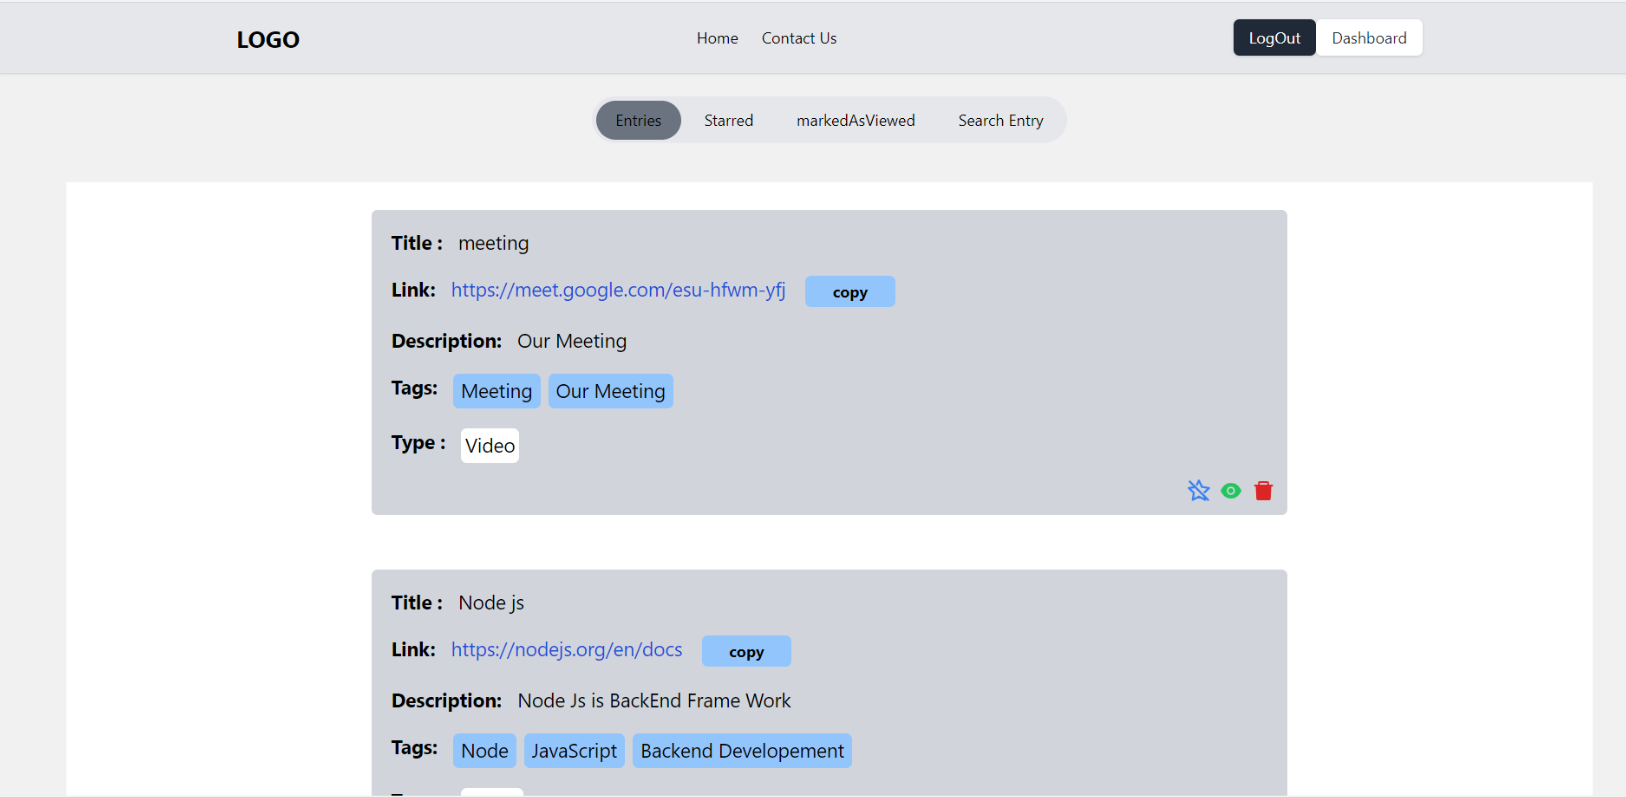 LOGO Home Contact Us LogOut Dashboard
Entries Starred markedAsViewed Search Entry
Title : meeting
Link: https://meet.google.com/esu-hfwm-yfj copy
Description: Our Meeting
Tags: Meeting Our Meeting
Type : Video
Title : Node js
Link: https://nodejs.org/en/docs copy
Description: Node Js is BackEnd Frame Work
Tags: Node JavaScript Backend Developement